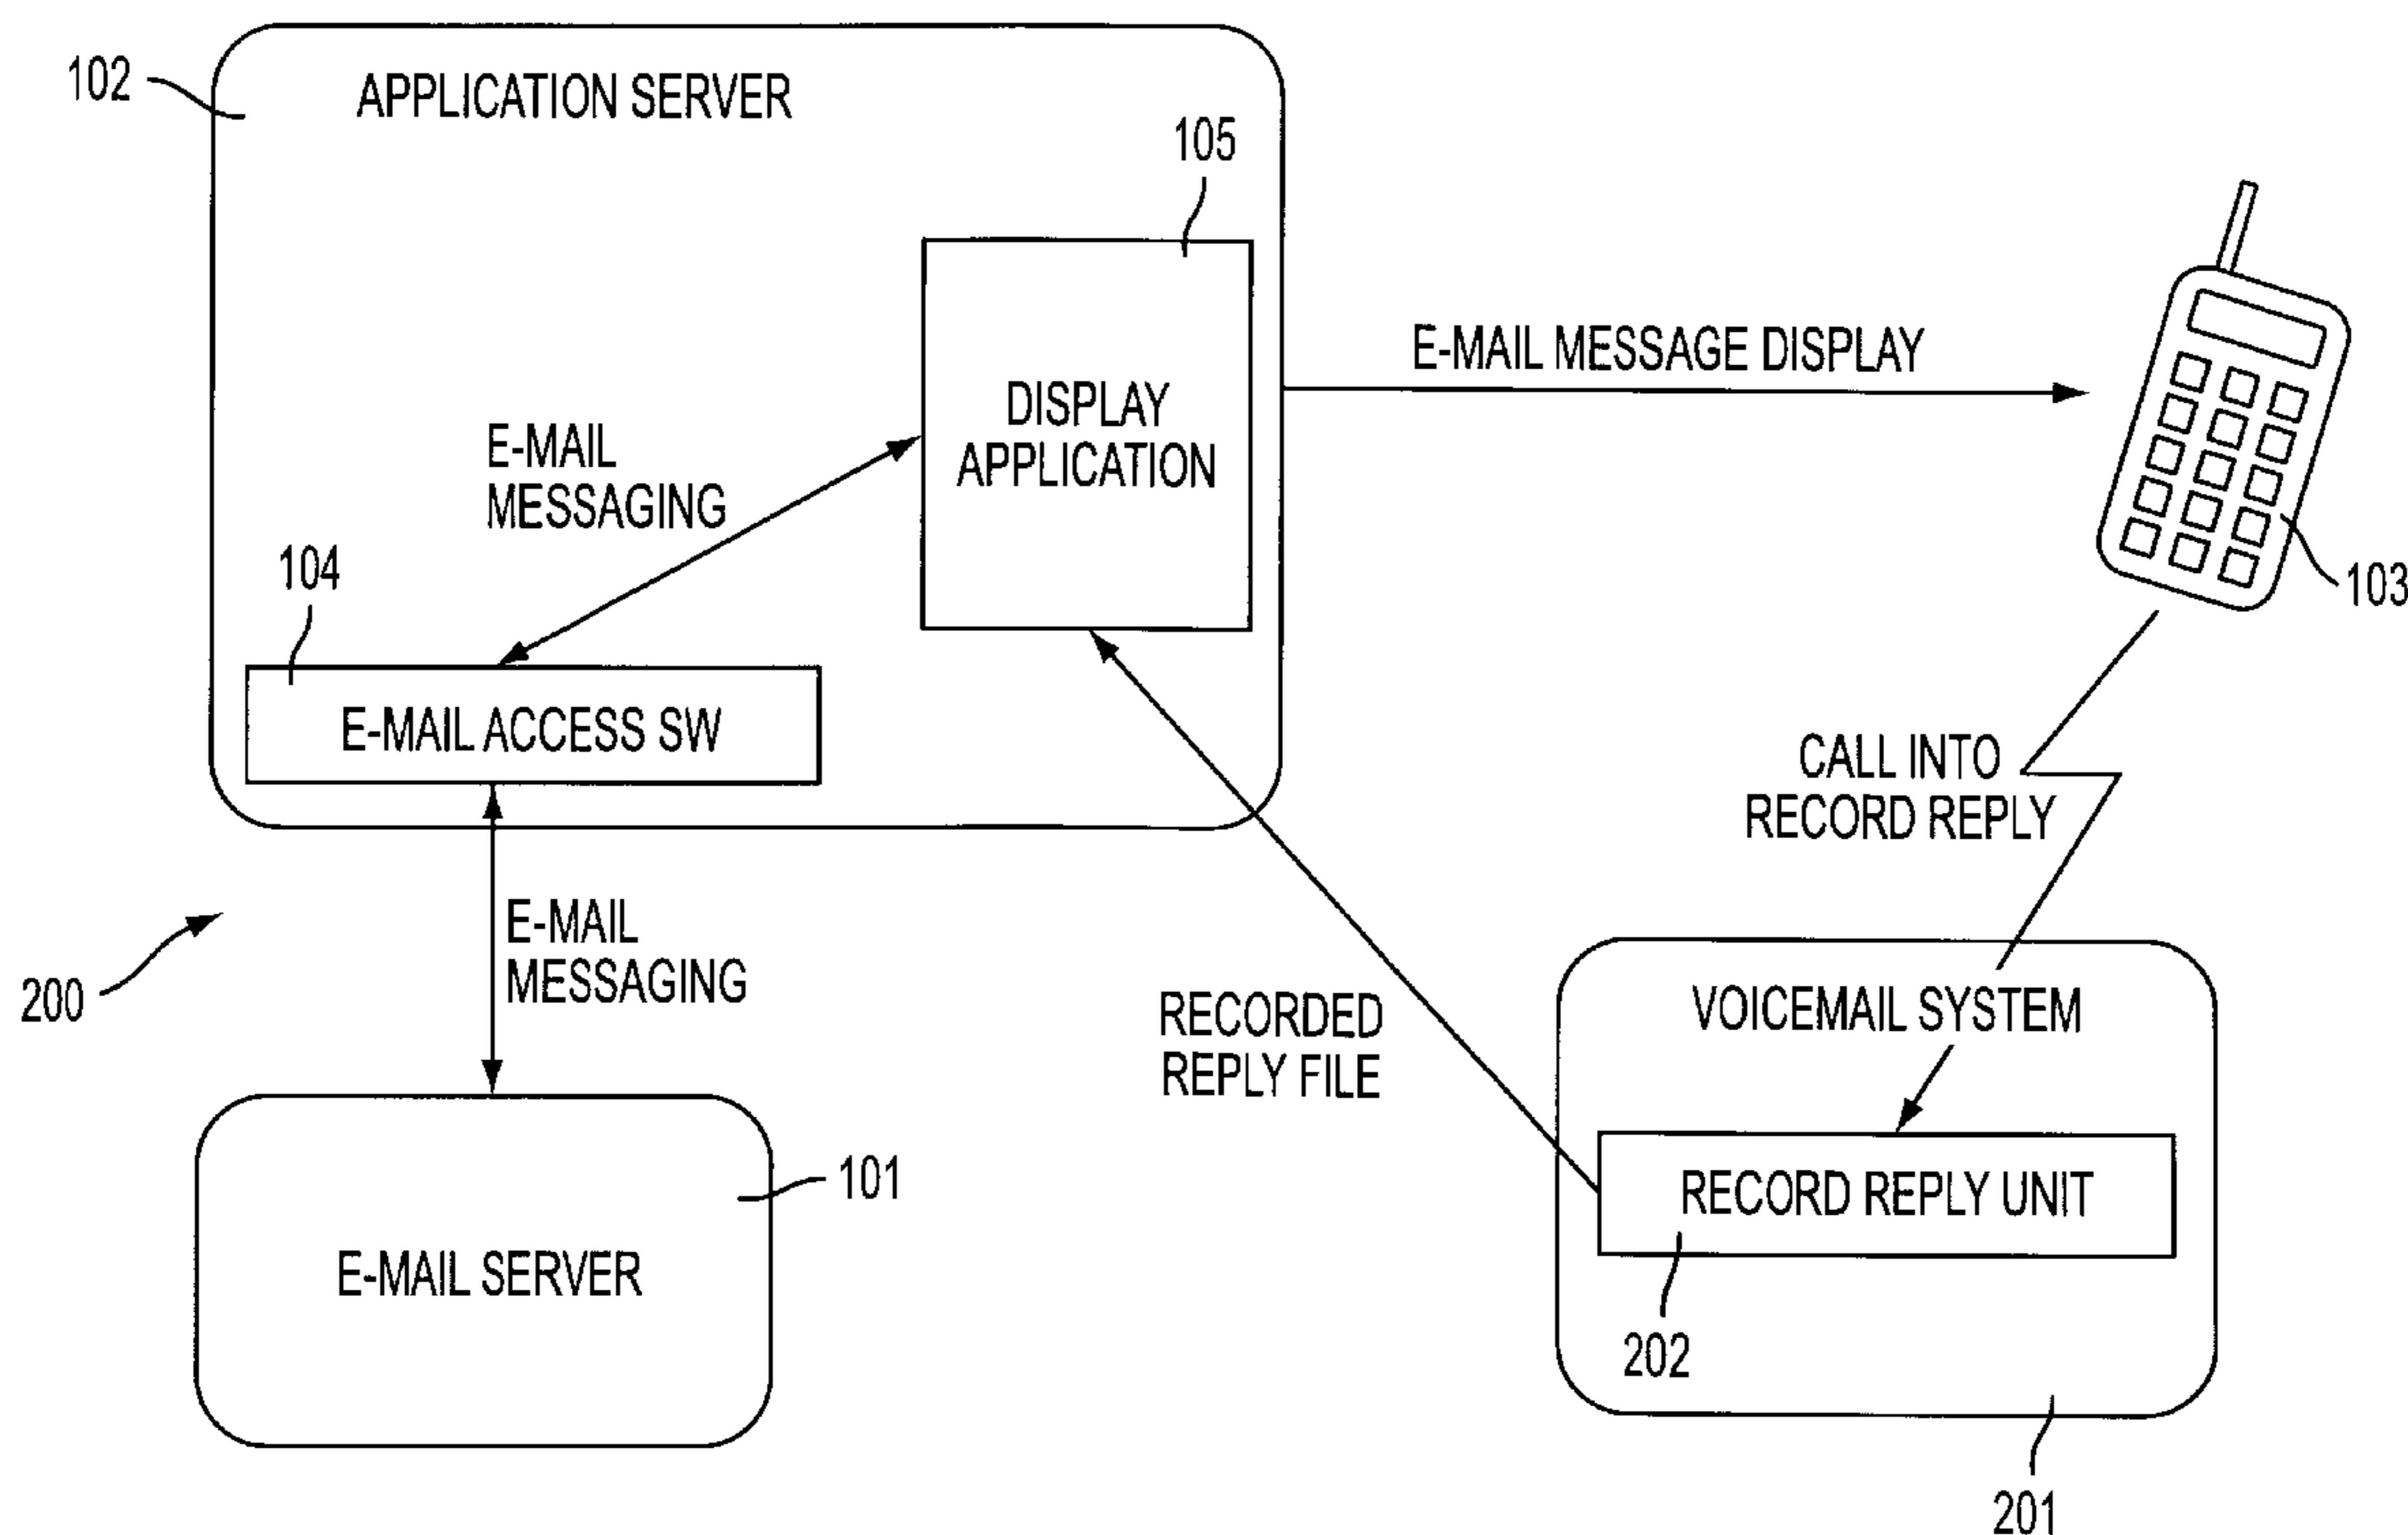 102
APPLICATION SERVER
105
E-MAIL MESSAGE DISPLAY
DISPLAY
APPLICATION
E-MAIL
MESSAGING
104
103
E-MAIL ACCESS SW
CALL INTO
RECORD REPLY
E-MAIL
MESSAGING
200
RECORDED
REPLY FILE
VOICEMAIL SYSTEM
101
RECORD REPLY UNIT
E-MAIL SERVER
202
201